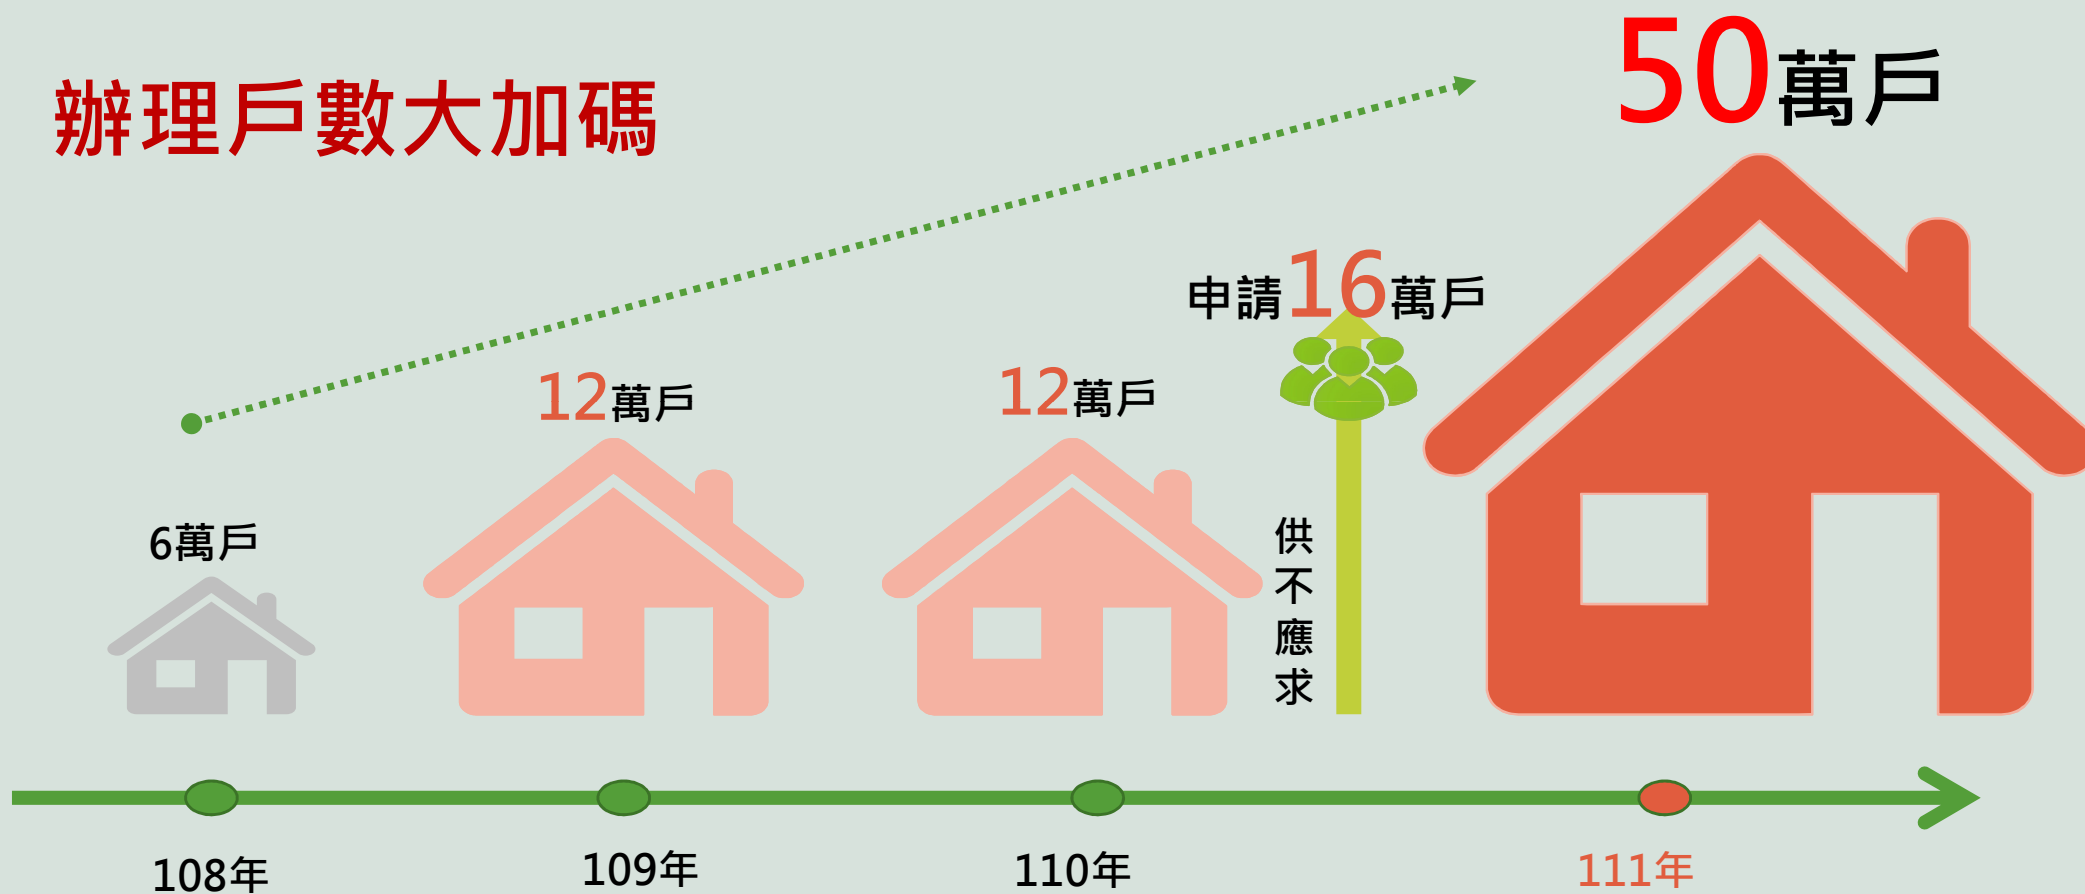 辦理戶數大加碼
50萬戶
申請16萬戶
12萬戶
12萬戶
6萬戶
供
不
應
求
108年
109年
110年
111年